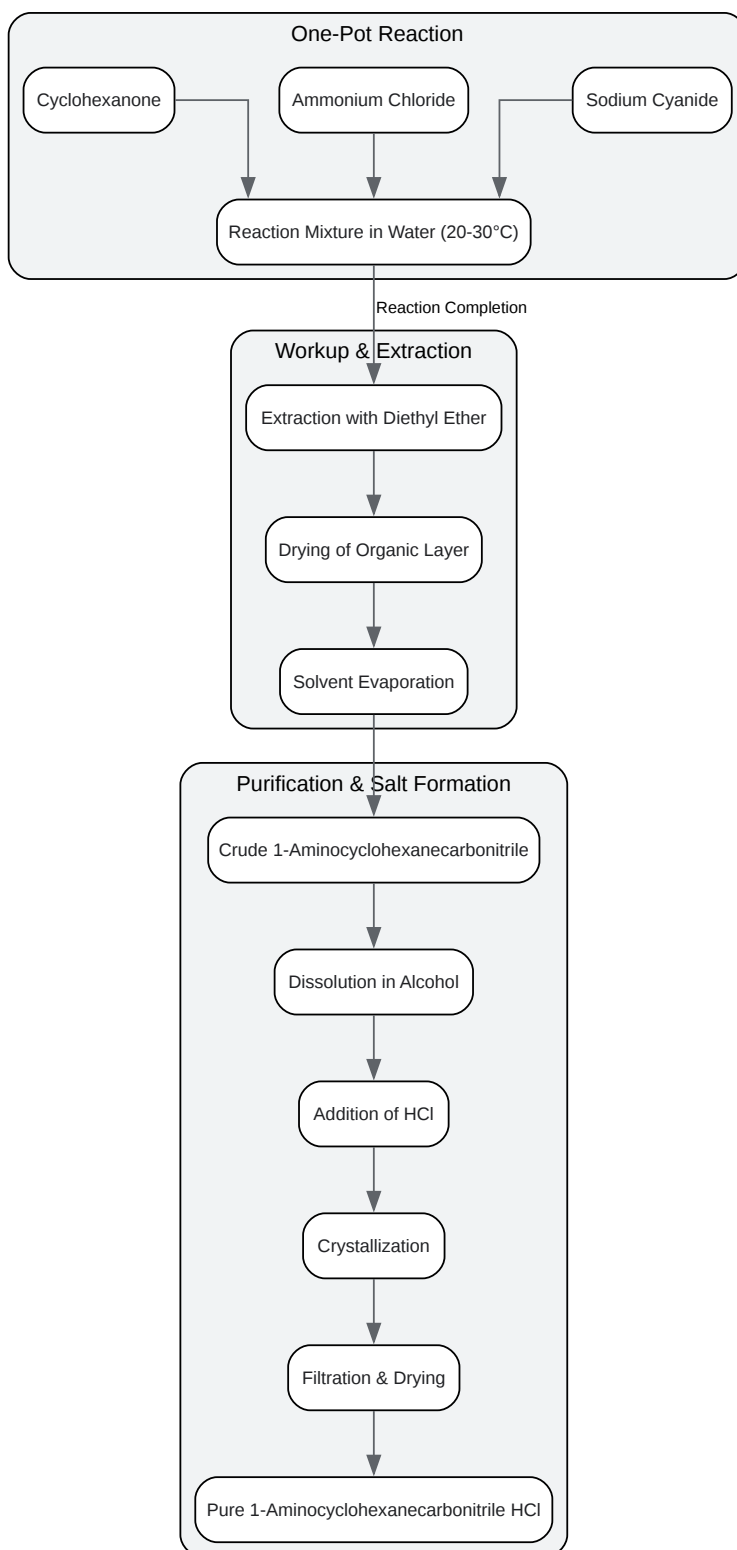 One-Pot Reaction
Cyclohexanone
Ammonium Chloride
Sodium Cyanide
Reaction Mixture in Water (20-30°C)
Reaction Completion
Workup & Extraction
Extraction with Diethyl Ether
Drying of Organic Layer
Solvent Evaporation
Purification & Salt Formation
Crude 1-Aminocyclohexanecarbonitrile
Dissolution in Alcohol
Addition of HCl
Crystallization
Filtration & Drying
Pure 1-Aminocyclohexanecarbonitrile HCl